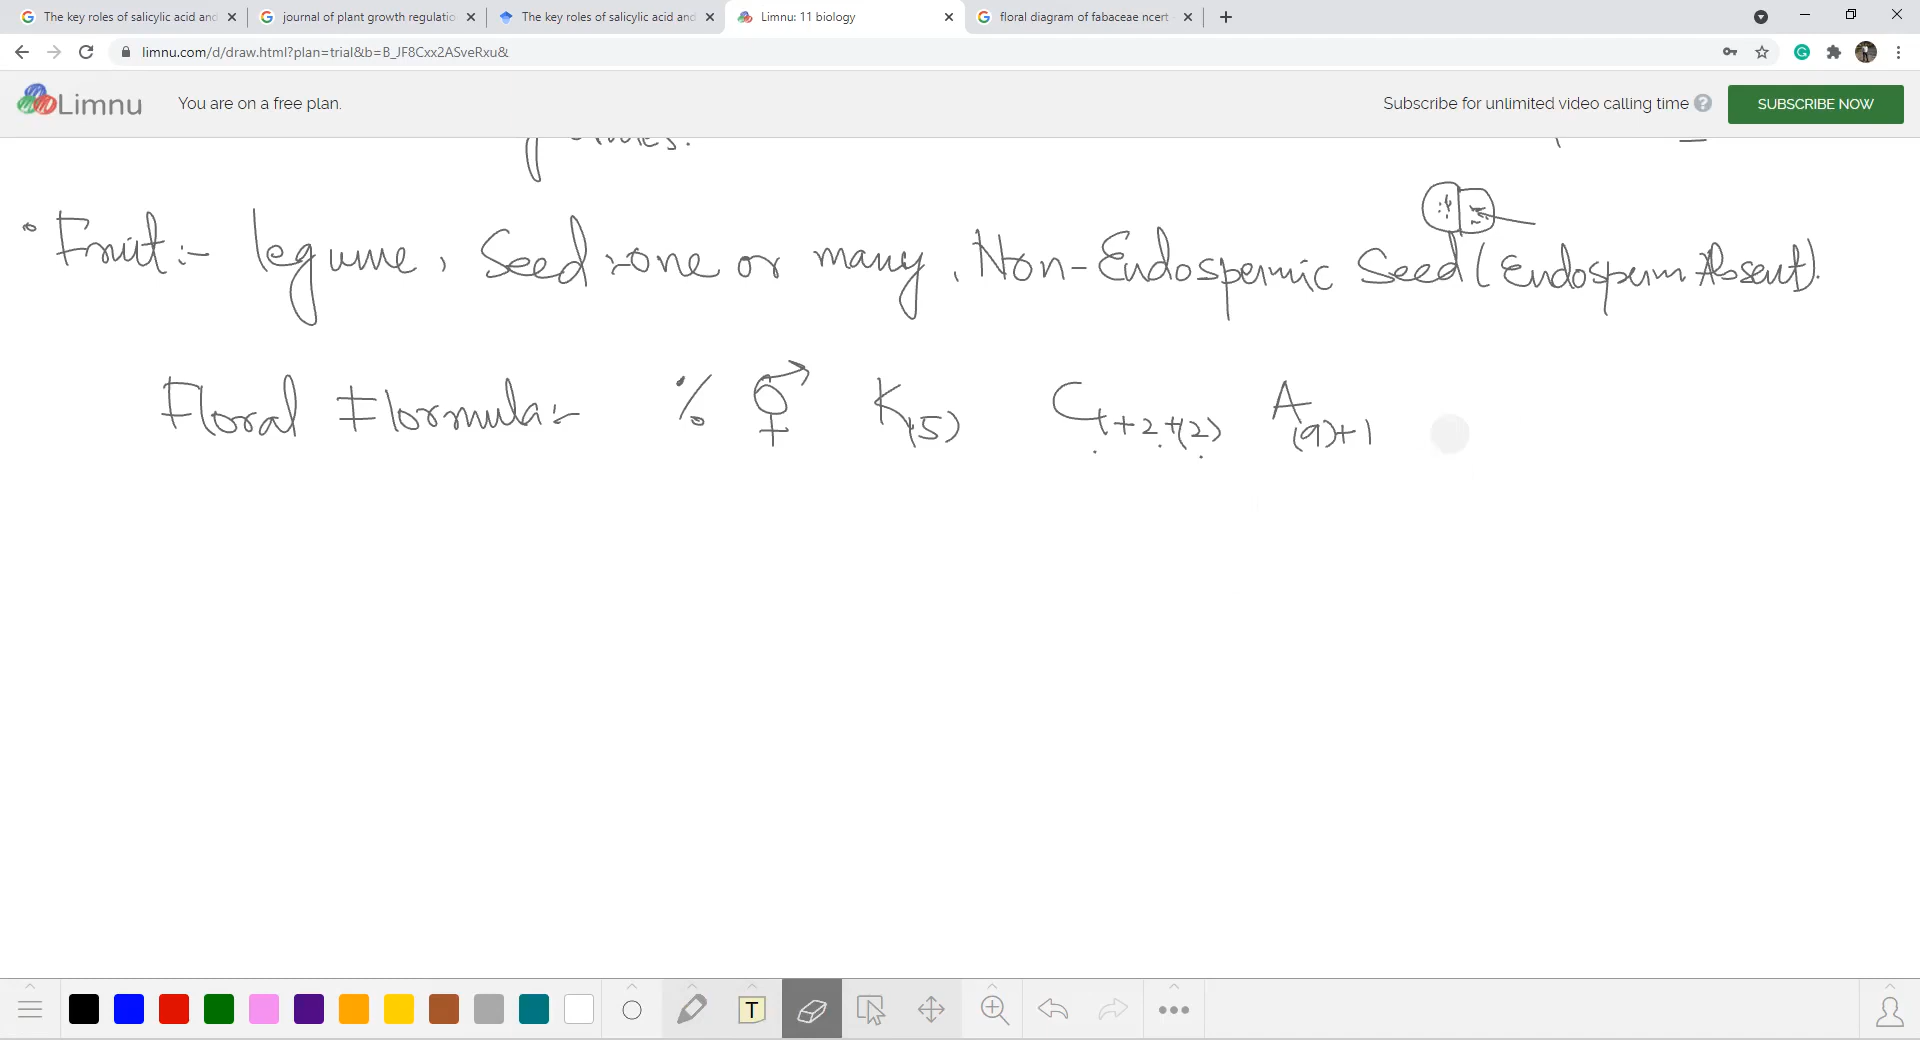 The key roles of salicylic acid and
journal of plant growth regulatio
The key roles of salicylic acid and
Limnu: 11 biology
floral diagram of fabaceae ncert
limnu.com/d/draw.html?plan=trial&b=B_JF8Cxx2ASveRxu&
Limnu
You are on a free plan.
Subscribe for unlimited video calling time ?
SUBSCRIBE NOW
• Fruit:- legume, Seed:- one or many, Non-Endospermic Seed (Endosperm Absent).
Floral Flormula:- % ⚥ K(5) C1+2+(2) A(9)+1
T